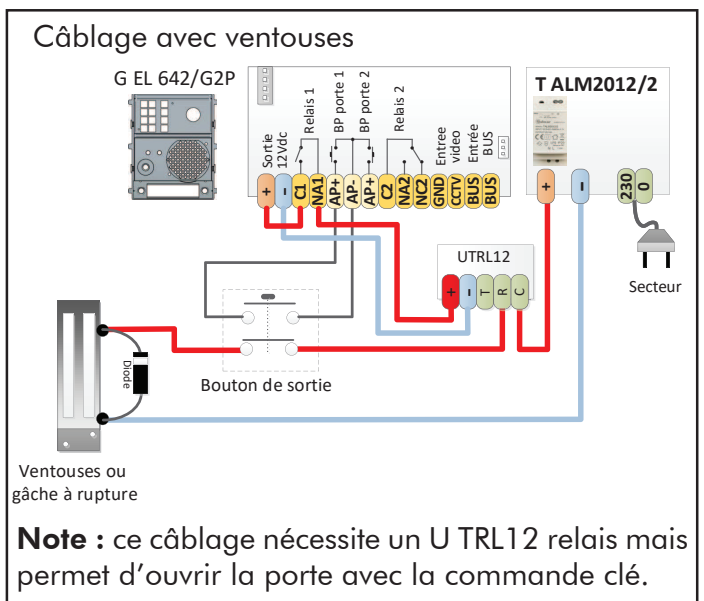 Câblage avec ventouses
G EL 642/G2P
T ALM2012/2
Sortie
12Vdc
Relais 1
BP porte 1
BP porte 2
Relais 2
Entree
video
Entrée
BUS
+
-
C1
NA1
AP+
AP-
AP+
C2
NA2
NC2
GND
CCTV
BUS
BUS
+
-
230
0
UTRL12
+
-
T
R
C
Secteur
Diode
Bouton de sortie
Ventouses ou
gâche à rupture
Note : ce câblage nécessite un U TRL12 relais mais
permet d'ouvrir la porte avec la commande clé.